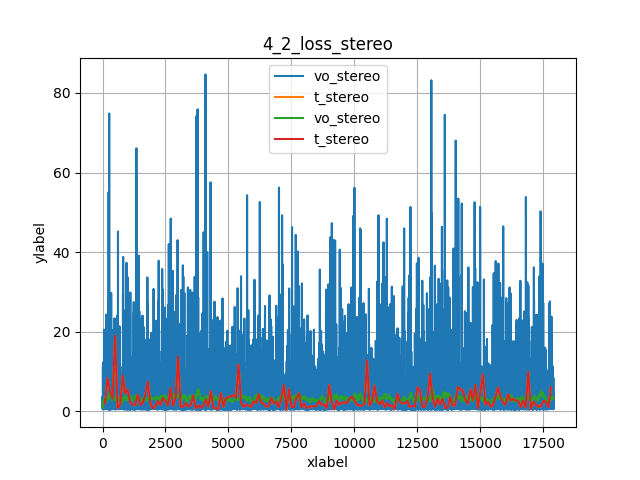 4_2_loss_stereo
vo_stereo
t_stereo
vo_stereo
t_stereo
ylabel
80
60
40
20
0
0 2500 5000 7500 10000 12500 15000 17500
xlabel